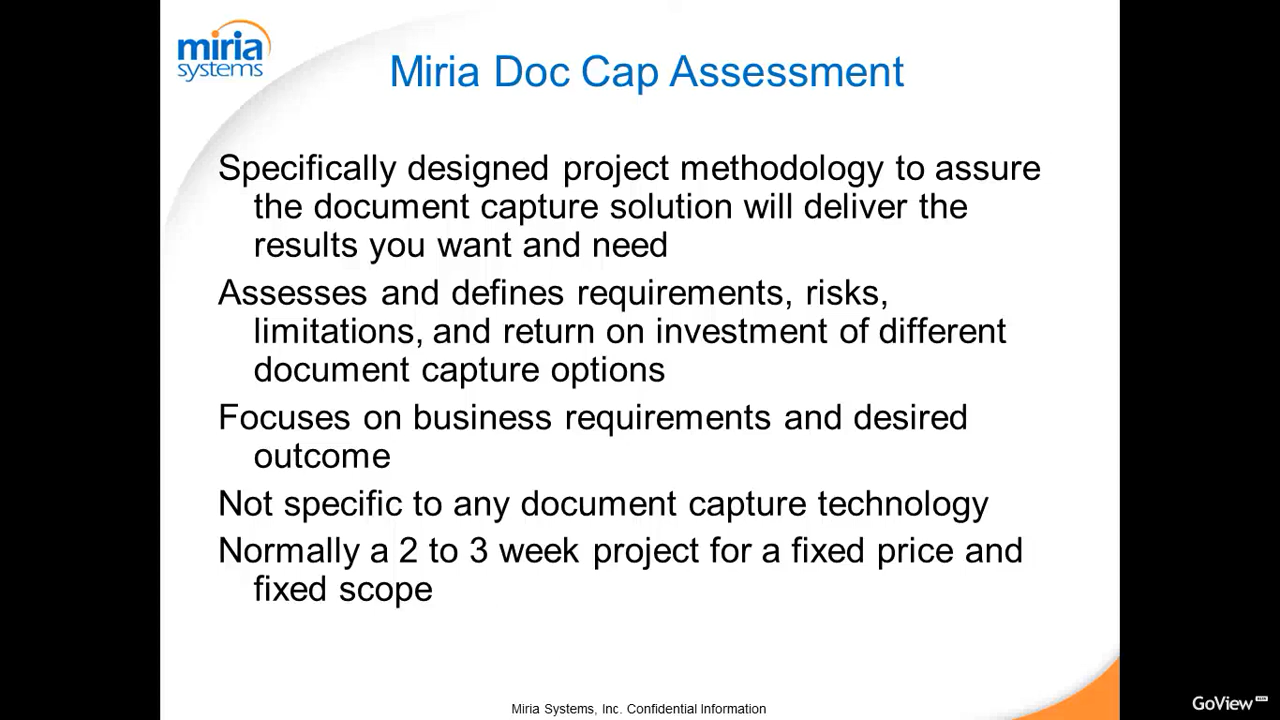 miria
systems
Miria Doc Cap Assessment
Specifically designed project methodology to assure
the document capture solution will deliver the
results you want and need
Assesses and defines requirements, risks,
limitations, and return on investment of different
document capture options
Focuses on business requirements and desired
outcome
Not specific to any document capture technology
Normally a 2 to 3 week project for a fixed price and
fixed scope
Miria Systems, Inc. Confidential Information
GoView